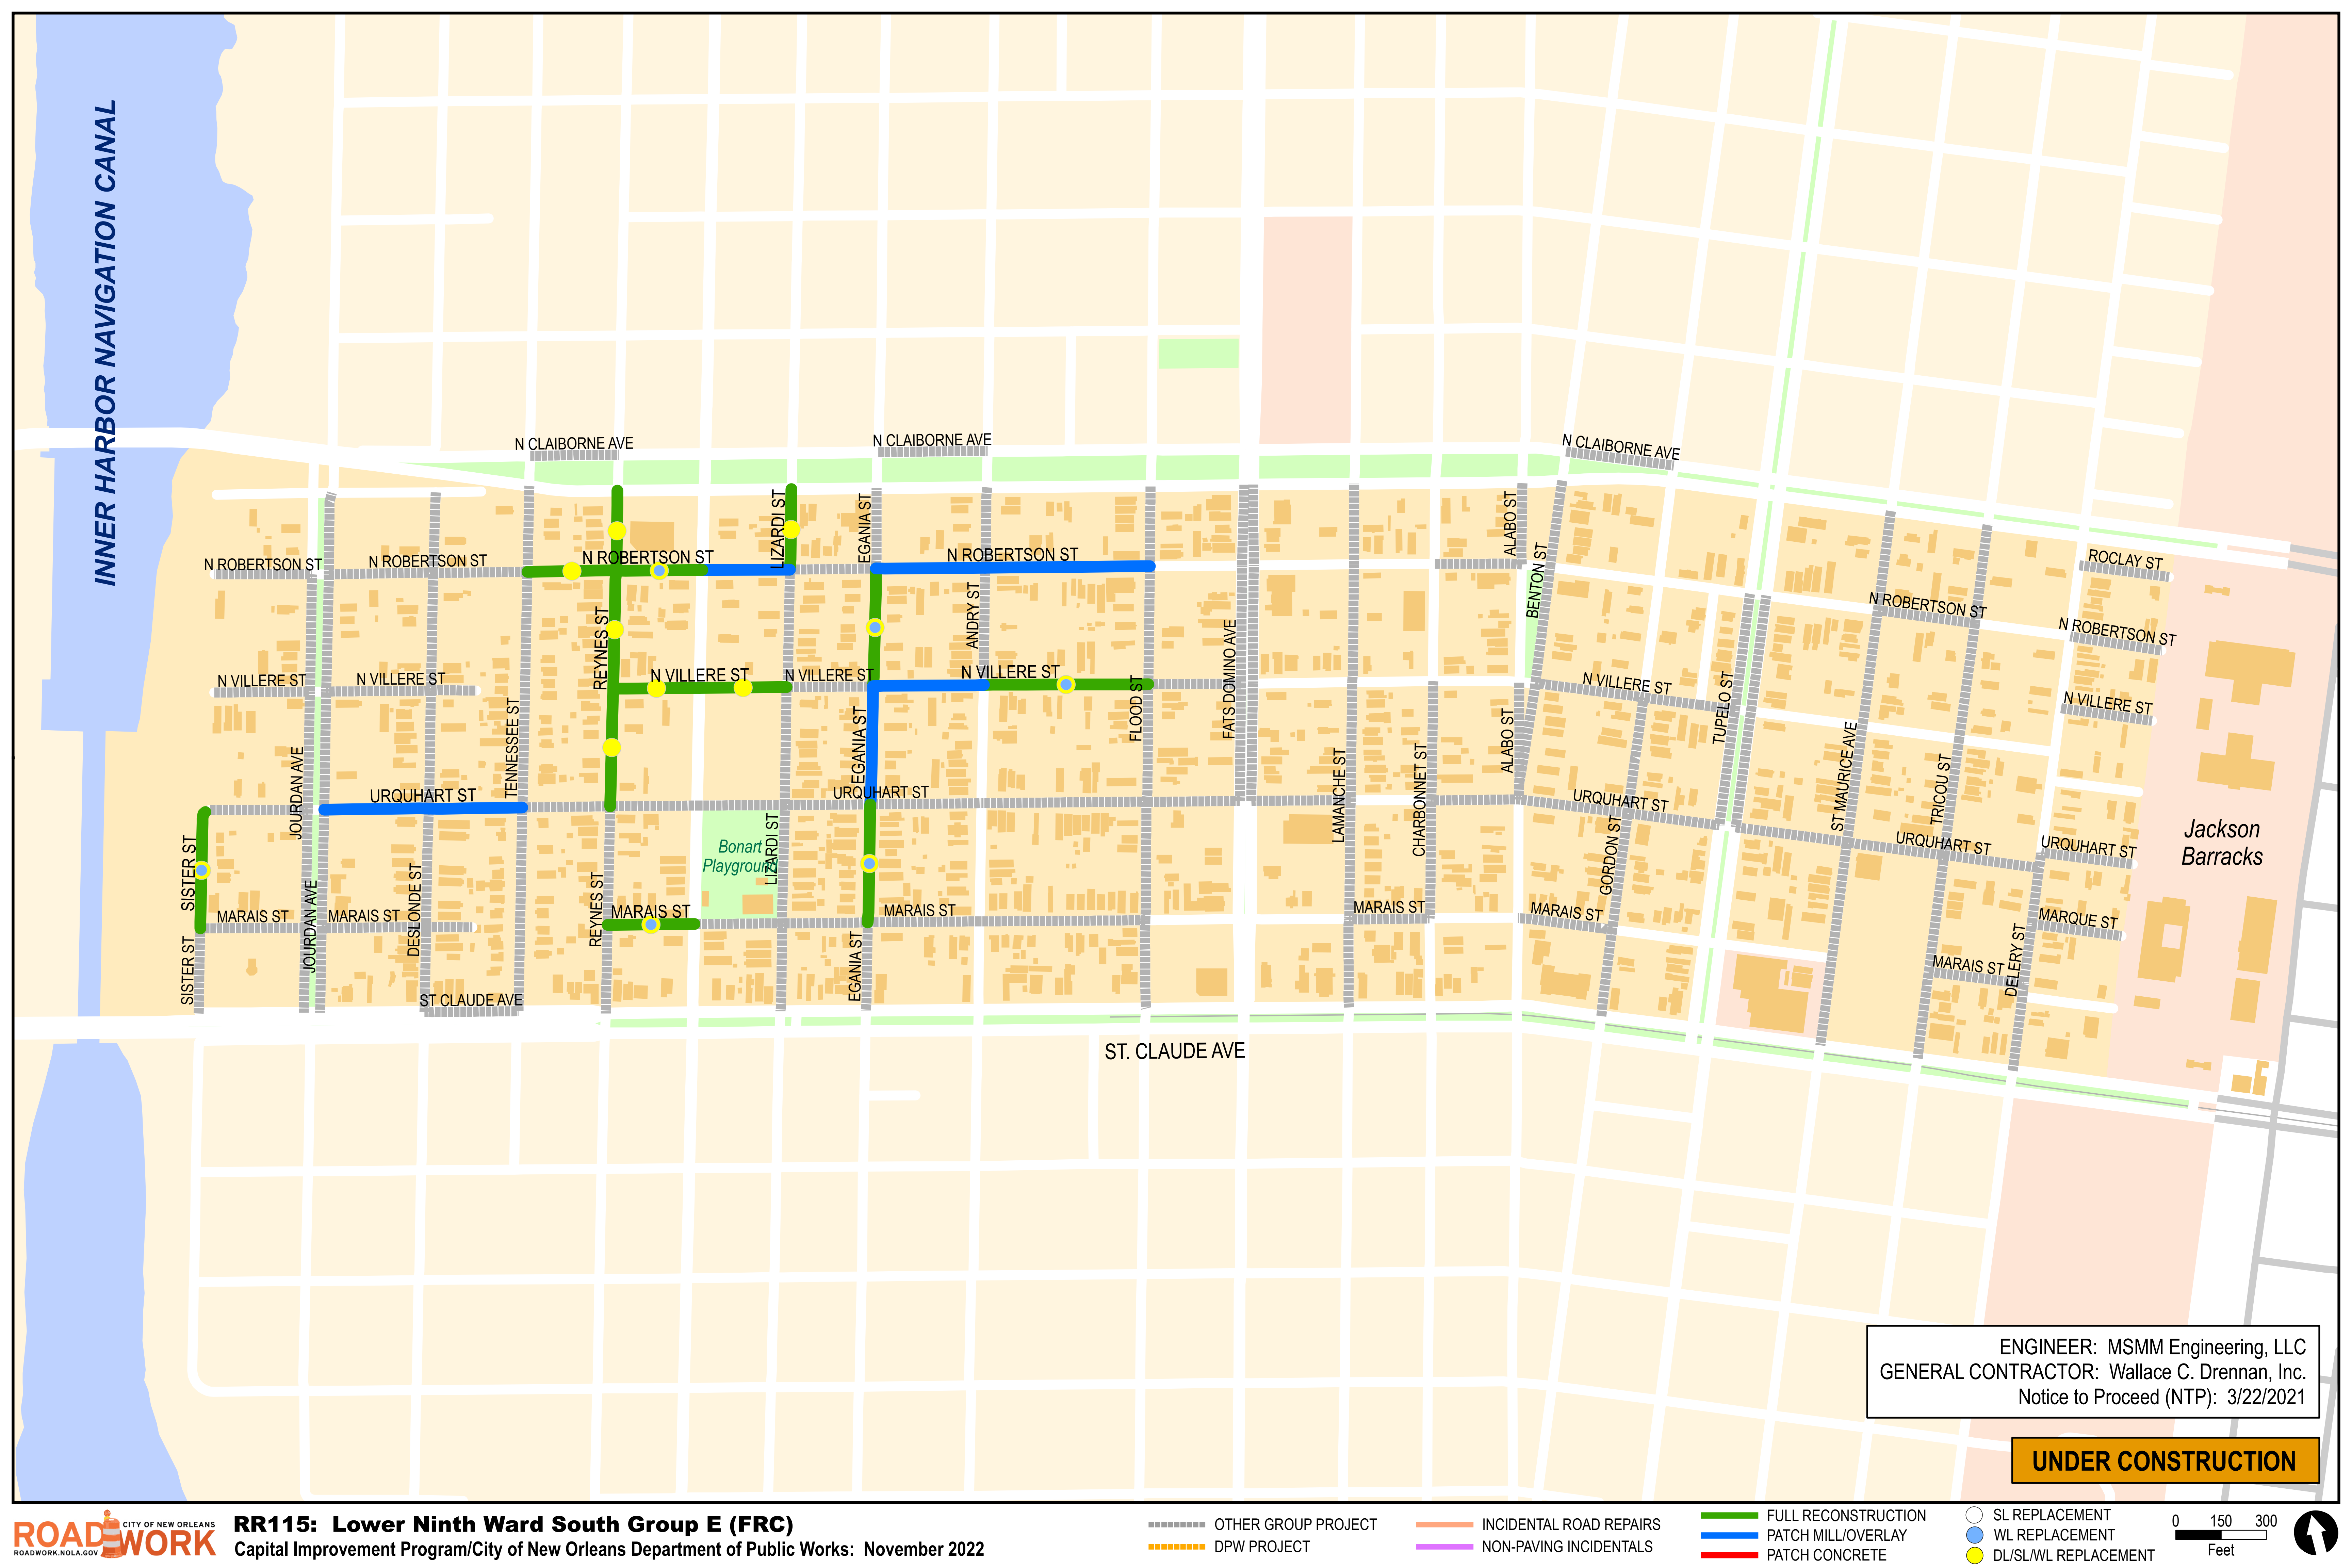 INNER HARBOR NAVIGATION CANAL
N CLAIBORNE AVE
N CLAIBORNE AVE
N CLAIBORNE AVE
LIZARDI ST
EGANIA ST
ALABO ST
N ROBERTSON ST
N ROBERTSON ST
N ROBERTSON ST
N ROBERTSON ST
ROCLAY ST
BENTON ST
ANDRY ST
N ROBERTSON ST
N ROBERTSON ST
REYNES ST
FATS DOMINO AVE
N VILLERE ST
N VILLERE ST
N VILLERE ST
N VILLERE ST
N VILLERE ST
N VILLERE ST
N VILLERE ST
TENNESSEE ST
EGANIA ST
FLOOD ST
ALABO ST
TUPELO ST
JOURDAN AVE
LAMANCHE ST
CHARBONNET ST
ST MAURICE AVE
TRICOU ST
URQUHART ST
URQUHART ST
URQUHART ST
URQUHART ST
URQUHART ST
SISTER ST
LIZARDI ST
Bonart
Playground
GORDON ST
Jackson
Barracks
DESLONDE ST
REYNES ST
JOURDAN AVE
MARAIS ST
MARAIS ST
MARAIS ST
MARAIS ST
MARAIS ST
MARAIS ST
MARQUE ST
MARAIS ST
DELERY ST
SISTER ST
EGANIA ST
ST CLAUDE AVE
ST. CLAUDE AVE
ENGINEER: MSMM Engineering, LLC
GENERAL CONTRACTOR: Wallace C. Drennan, Inc.
Notice to Proceed (NTP): 3/22/2021
UNDER CONSTRUCTION
ROADWORK
CITY OF NEW ORLEANS
ROADWORK.NOLA.GOV
RR115: Lower Ninth Ward South Group E (FRC)
Capital Improvement Program/City of New Orleans Department of Public Works: November 2022
OTHER GROUP PROJECT
DPW PROJECT
INCIDENTAL ROAD REPAIRS
NON-PAVING INCIDENTALS
FULL RECONSTRUCTION
PATCH MILL/OVERLAY
PATCH CONCRETE
SL REPLACEMENT
WL REPLACEMENT
DL/SL/WL REPLACEMENT
0 150 300
Feet